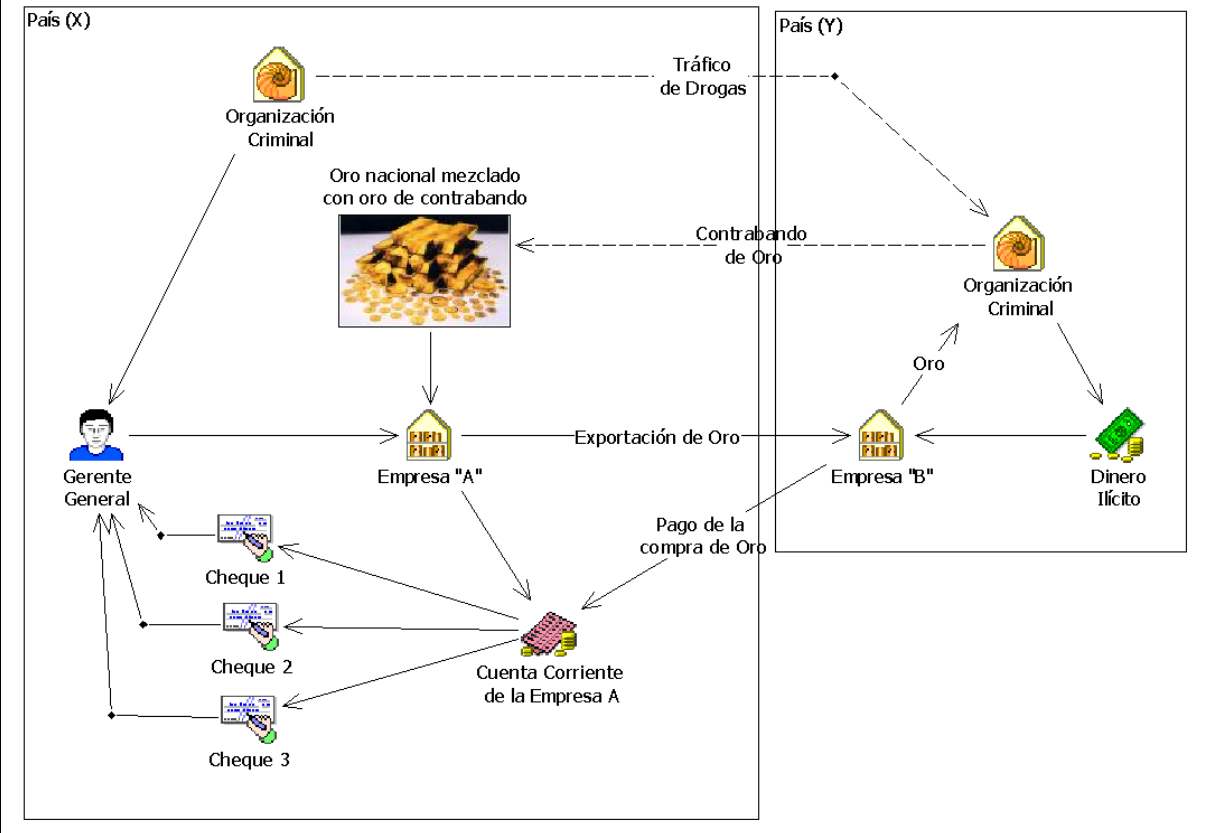 País (X)
País (Y)
Tráfico
de Drogas
Organización
Criminal
Oro nacional mezclado
con oro de contrabando
Contrabando
de Oro
Organización
Criminal
Oro
Exportación de Oro
Gerente
General
Empresa "A"
Empresa "B"
Dinero
Ilícito
Pago de la
compra de Oro
Cheque 1
Cheque 2
Cuenta Corriente
de la Empresa A
Cheque 3